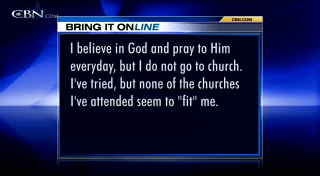 CBN.COM
CBN.COM
BRING IT ONLINE
I believe in God and pray to Him
everyday, but I do not go to church.
I've tried, but none of the churches
I've attended seem to "fit" me.